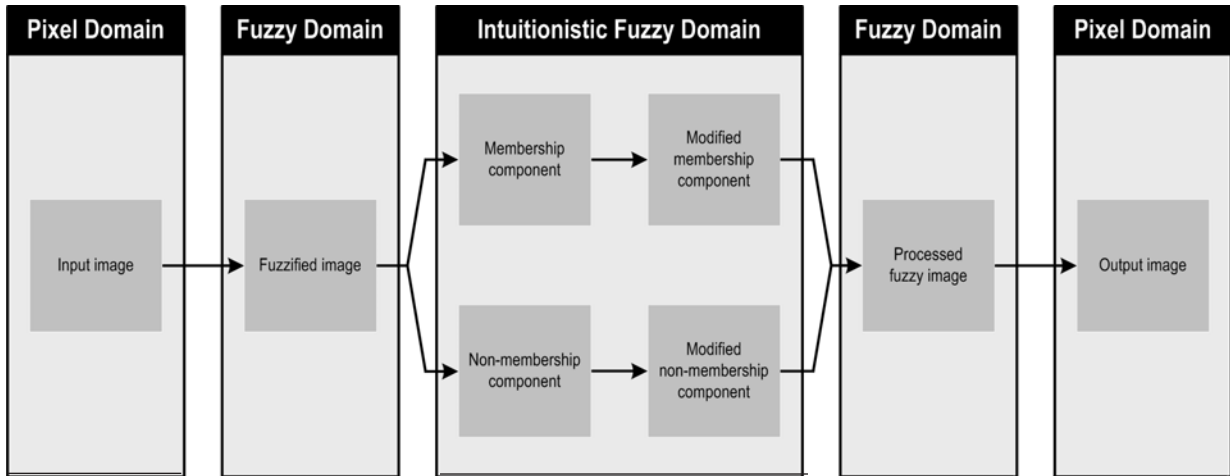 Pixel Domain
Fuzzy Domain
Intuitionistic Fuzzy Domain
Fuzzy Domain
Pixel Domain
Input image
Fuzzified image
Membership
component
Modified
membership
component
Non-membership
component
Modified
non-membership
component
Processed
fuzzy image
Output image